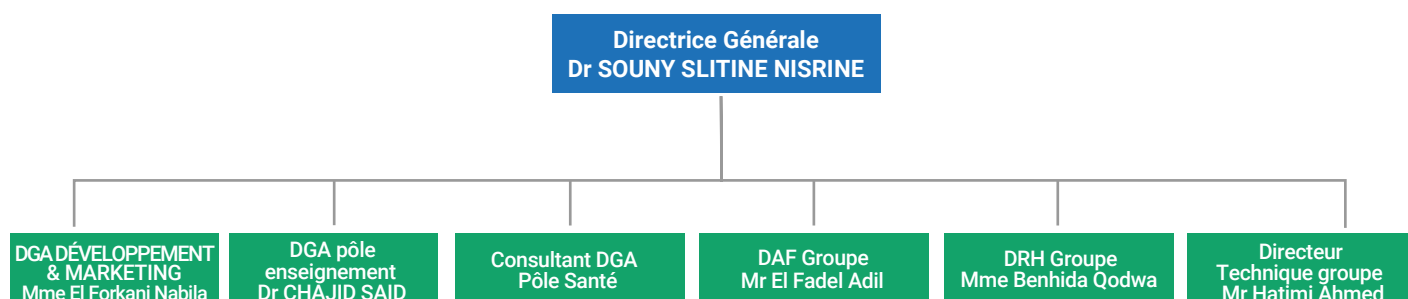 Directrice Générale
Dr SOUNY SLITINE NISRINE
DGA DÉVELOPPEMENT
& MARKETING
Mme El Forkani Nabila
DGA pôle
enseignement
Dr CHAJID SAID
Consultant DGA
Pôle Santé
DAF Groupe
Mr El Fadel Adil
DRH Groupe
Mme Benhida Qodwa
Directeur
Technique groupe
Mr Hatimi Ahmed